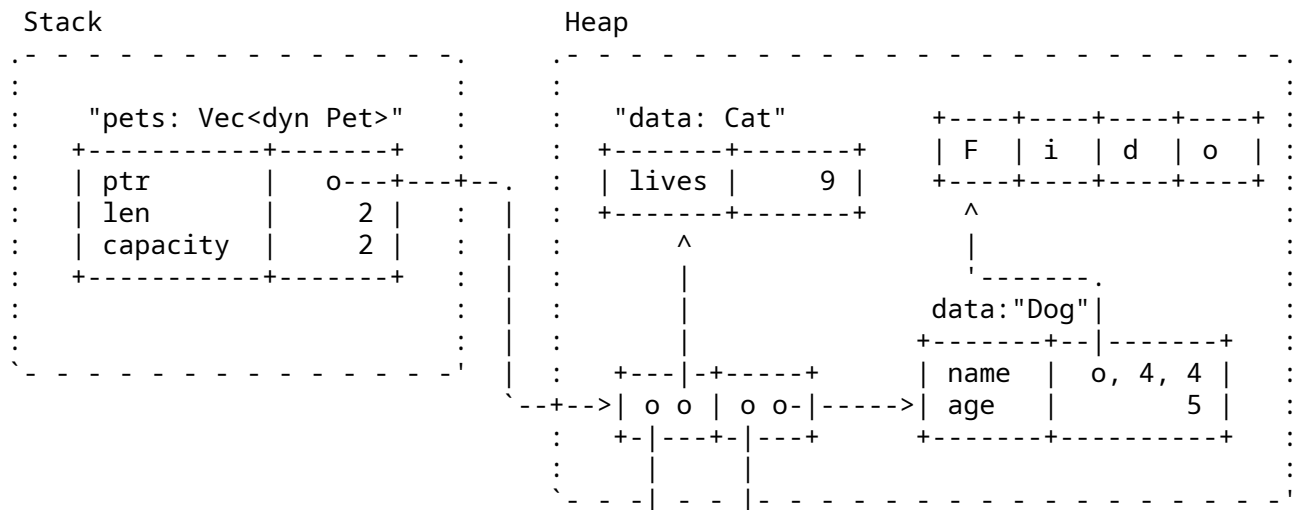 Stack Heap
"pets: Vec<dyn Pet>" "data: Cat"
F i d o
ptr o lives 9
len 2
capacity 2
data:"Dog"
name o, 4, 4
o o o o age 5